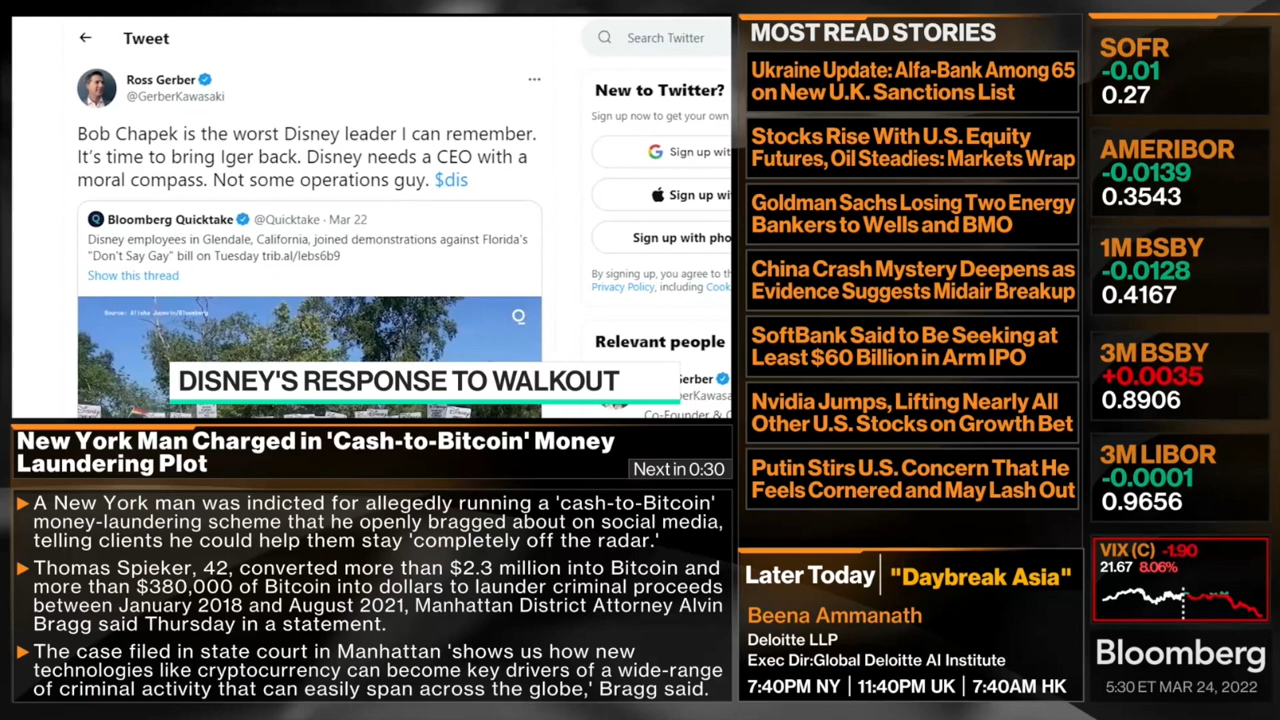 Tweet
Search Twitter
Ross Gerber
@GerberKawasaki
Bob Chapek is the worst Disney leader I can remember.
It's time to bring Iger back. Disney needs a CEO with a
moral compass. Not some operations guy. $dis
Bloomberg Quicktake @Quicktake · Mar 22
Disney employees in Glendale, California, joined demonstrations against Florida's
"Don't Say Gay" bill on Tuesday trib.al/lebs6b9
Show this thread
New to Twitter?
Sign up now to get your own
Sign up wit
Sign up wi
Sign up with pho
By signing up, you agree to th
Privacy Policy, including Cook
Relevant people
erber
erKawas
Co-Founder &
DISNEY'S RESPONSE TO WALKOUT
New York Man Charged in 'Cash-to-Bitcoin' Money
Laundering Plot
Next in 0:30
A New York man was indicted for allegedly running a 'cash-to-Bitcoin'
money-laundering scheme that he openly bragged about on social media,
telling clients he could help them stay 'completely off the radar.'
Thomas Spieker, 42, converted more than $2.3 million into Bitcoin and
more than $380,000 of Bitcoin into dollars to launder criminal proceeds
between January 2018 and August 2021, Manhattan District Attorney Alvin
Bragg said Thursday in a statement.
The case filed in state court in Manhattan 'shows us how new
technologies like cryptocurrency can become key drivers of a wide-range
of criminal activity that can easily span across the globe,' Bragg said.
MOST READ STORIES
Ukraine Update: Alfa-Bank Among 65
on New U.K. Sanctions List
Stocks Rise With U.S. Equity
Futures, Oil Steadies: Markets Wrap
Goldman Sachs Losing Two Energy
Bankers to Wells and BMO
China Crash Mystery Deepens as
Evidence Suggests Midair Breakup
SoftBank Said to Be Seeking at
Least $60 Billion in Arm IPO
Nvidia Jumps, Lifting Nearly All
Other U.S. Stocks on Growth Bet
Putin Stirs U.S. Concern That He
Feels Cornered and May Lash Out
Later Today "Daybreak Asia"
Beena Ammanath
Deloitte LLP
Exec Dir:Global Deloitte AI Institute
7:40PM NY | 11:40PM UK | 7:40AM HK
SOFR
-0.01
0.27
AMERIBOR
-0.0139
0.3543
1M BSBY
-0.0128
0.4167
3M BSBY
+0.0035
0.8906
3M LIBOR
-0.0001
0.9656
VIX (C) -1.90
21.67 8.06%
Bloomberg
5:30 ET MAR 24, 2022